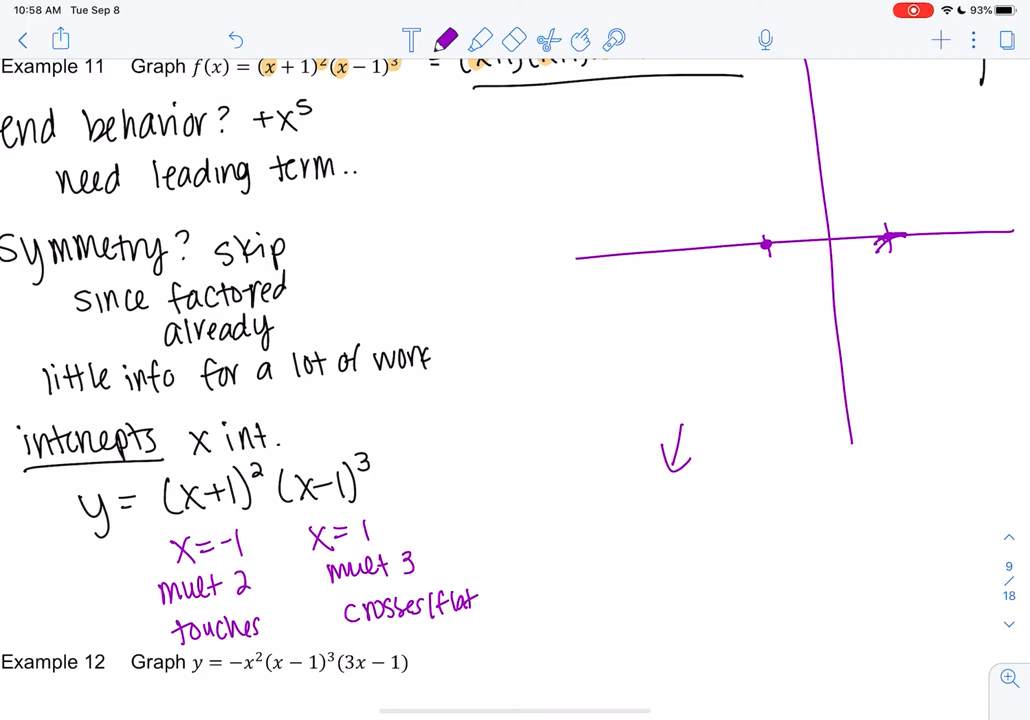 10:58 AM Tue Sep 8
93%
Example 11 Graph f(x) = (x + 1)²(x − 1)³ =
end behavior? +x⁵
need leading term..
symmetry? skip
since factored
already
little info for a lot of work
intercepts x int.
y = (x+1)² (x−1)³
x=-1 x=1
mult 2 mult 3
touches crosses/flat
Example 12 Graph y = −x²(x − 1)³(3x − 1)
9
/
18